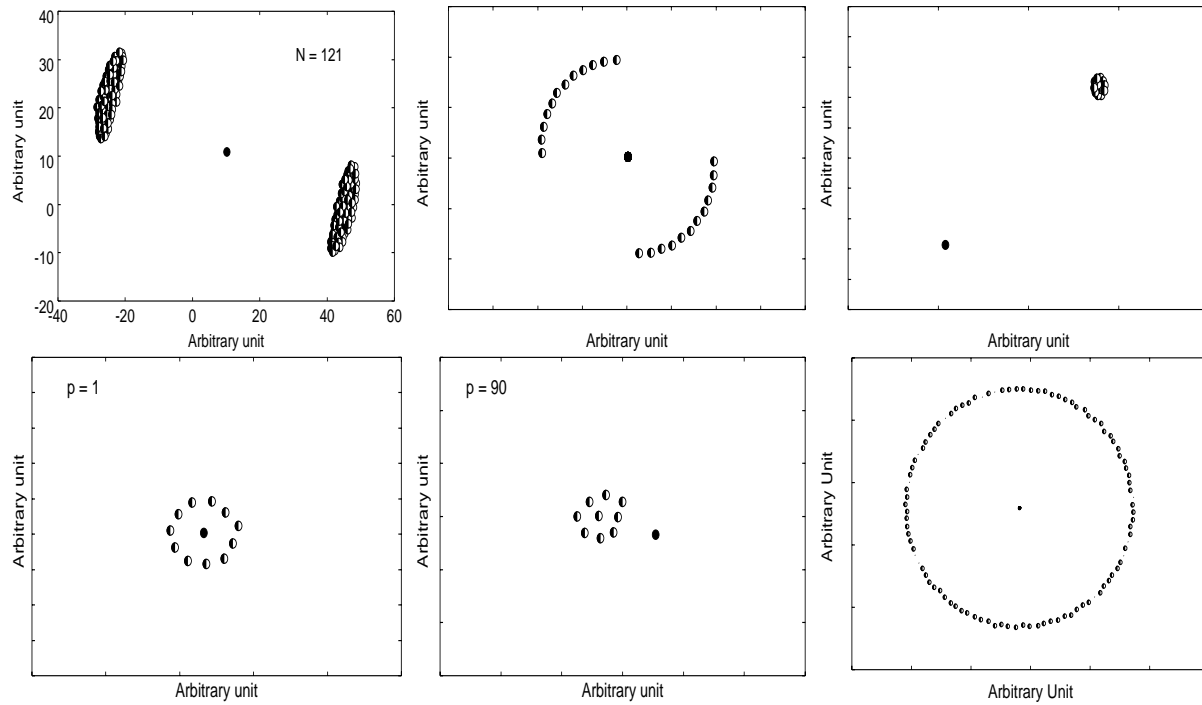 40
30
20
10
0
-10
-20
-40
-20
0
20
40
60
N = 121
Arbitrary unit
Arbitrary unit
Arbitrary unit
Arbitrary unit
Arbitrary unit
Arbitrary unit
p = 1
Arbitrary unit
Arbitrary unit
p = 90
Arbitrary unit
Arbitrary unit
Arbitrary Unit
Arbitrary Unit